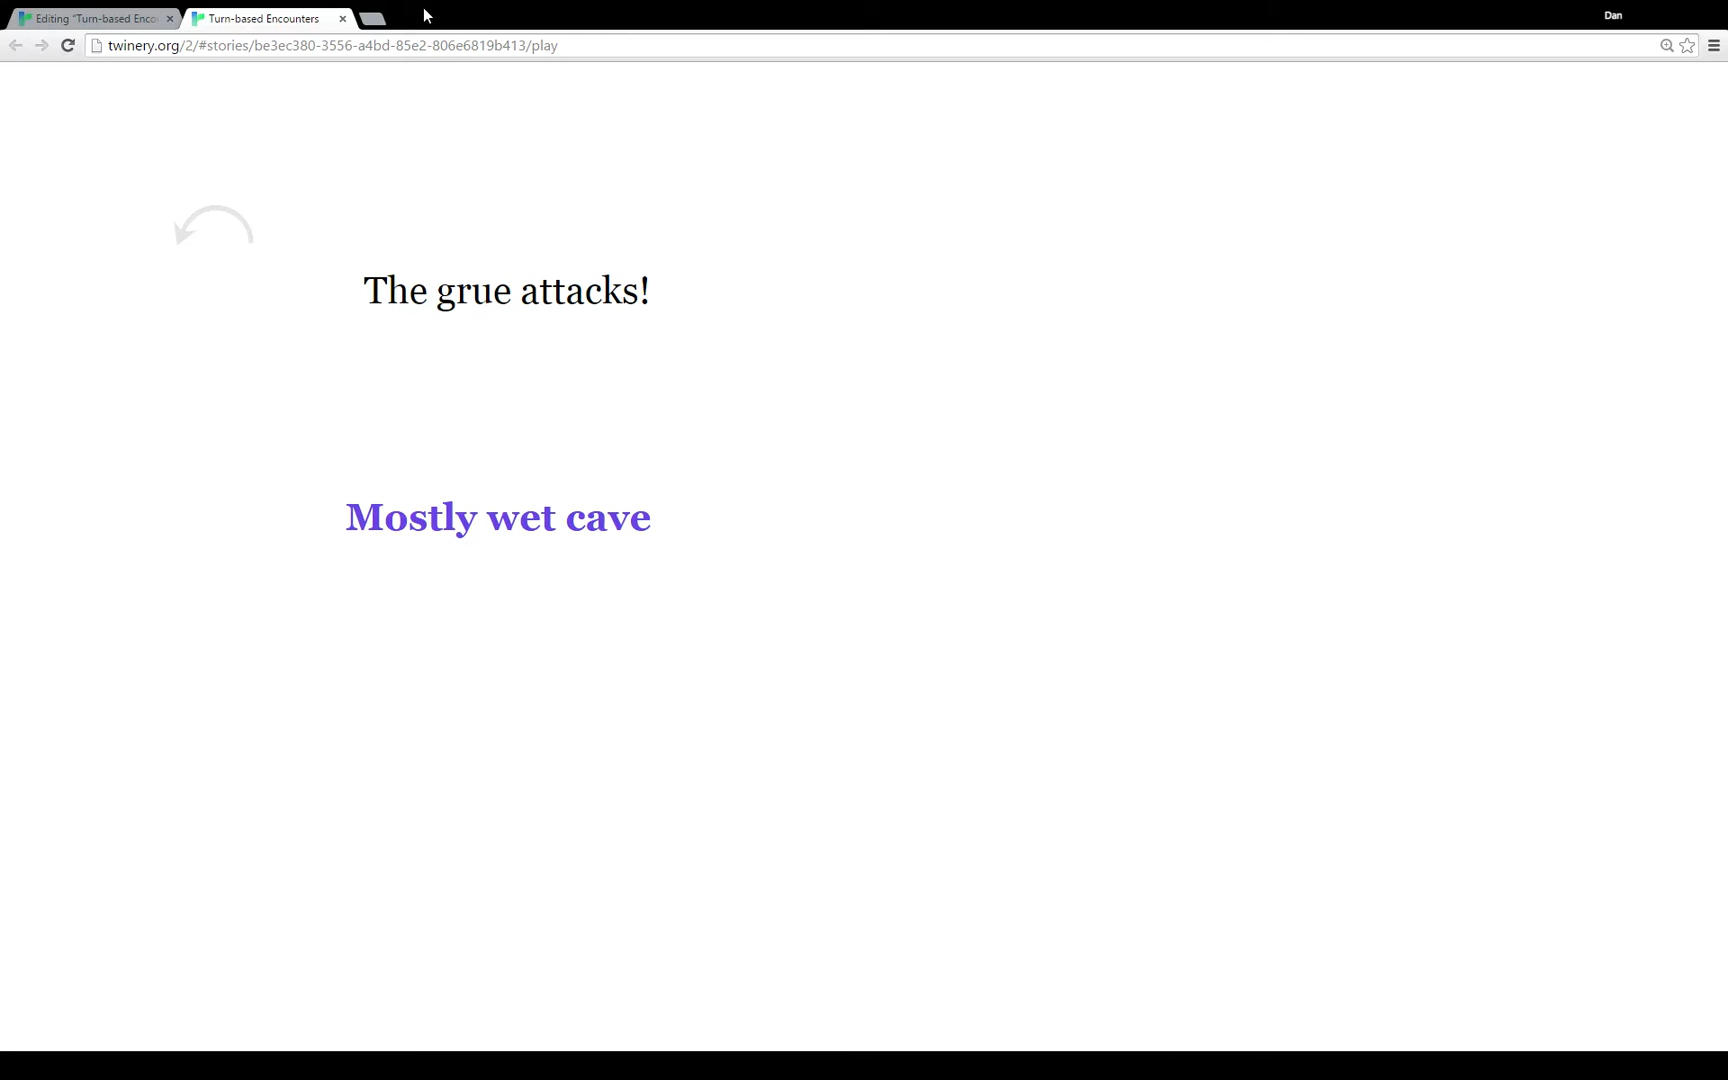 Editing "Turn-based Enco
Turn-based Encounters
Dan
twinery.org/2/#stories/be3ec380-3556-a4bd-85e2-806e6819b413/play
The grue attacks!
Mostly wet cave